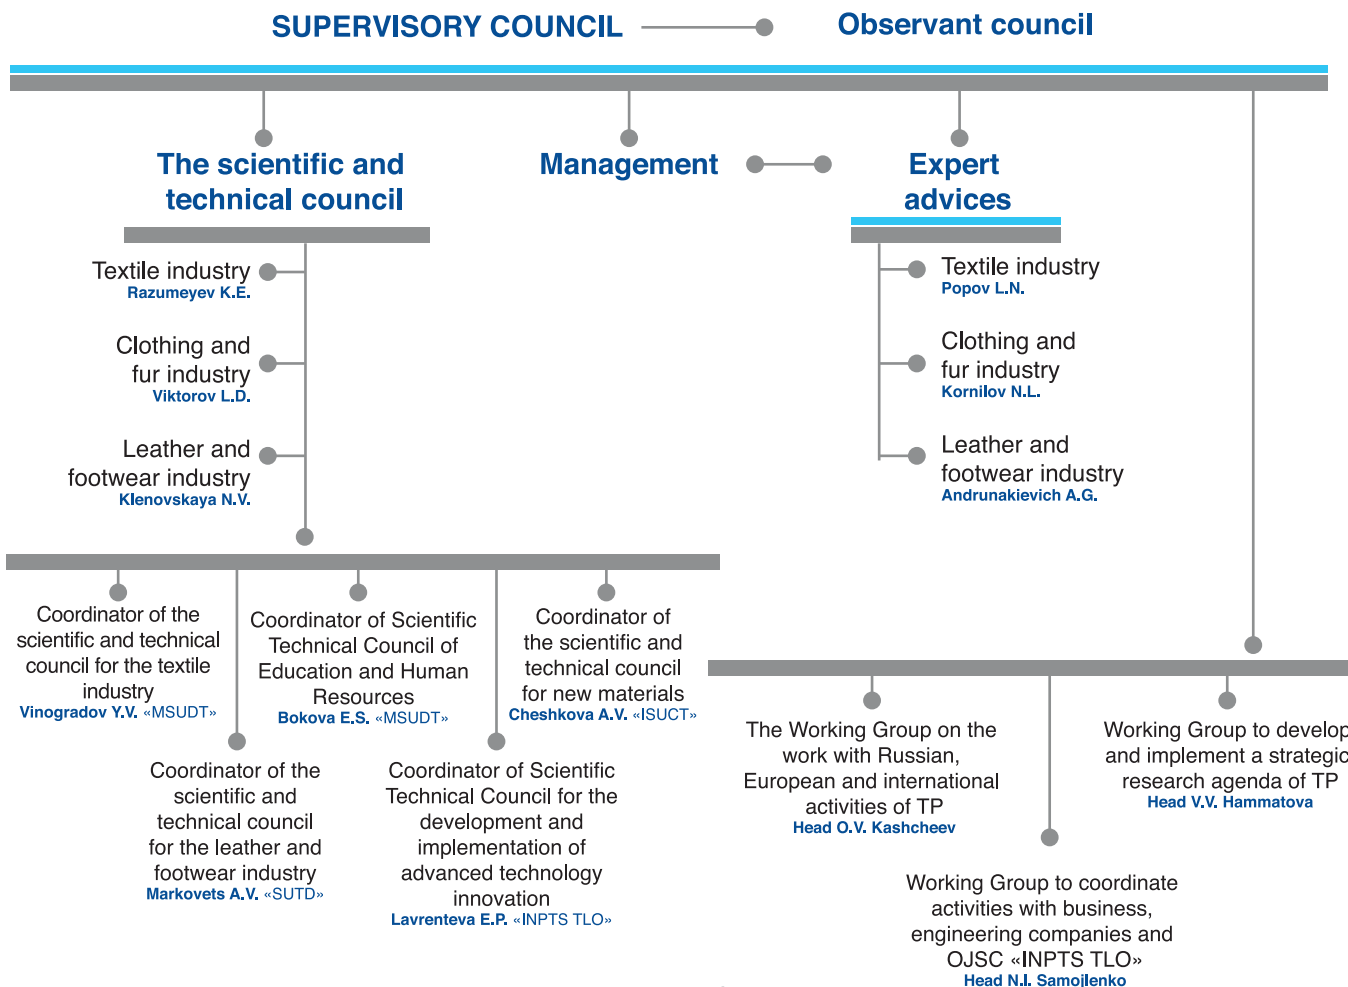 SUPERVISORY COUNCIL
Observant council
The scientific and
technical council
Management
Expert
advices
Textile industry
Razumeyev K.E.
Clothing and
fur industry
Viktorov L.D.
Leather and
footwear industry
Klenovskaya N.V.
Textile industry
Popov L.N.
Clothing and
fur industry
Kornilov N.L.
Leather and
footwear industry
Andrunakievich A.G.
Coordinator of the
scientific and technical
council for the textile
industry
Vinogradov Y.V. «MSUDT»
Coordinator of Scientific
Technical Council of
Education and Human
Resources
Bokova E.S. «MSUDT»
Coordinator of
the scientific and
technical council
for new materials
Cheshkova A.V. «ISUCT»
Coordinator of the
scientific and
technical council
for the leather and
footwear industry
Markovets A.V. «SUTD»
Coordinator of Scientific
Technical Council for the
development and
implementation of
advanced technology
innovation
Lavrenteva E.P. «INPTS TLO»
The Working Group on the
work with Russian,
European and international
activities of TP
Head O.V. Kashcheev
Working Group to develop
and implement a strategic
research agenda of TP
Head V.V. Hammatova
Working Group to coordinate
activities with business,
engineering companies and
OJSC «INPTS TLO»
Head N.I. Samojlenko